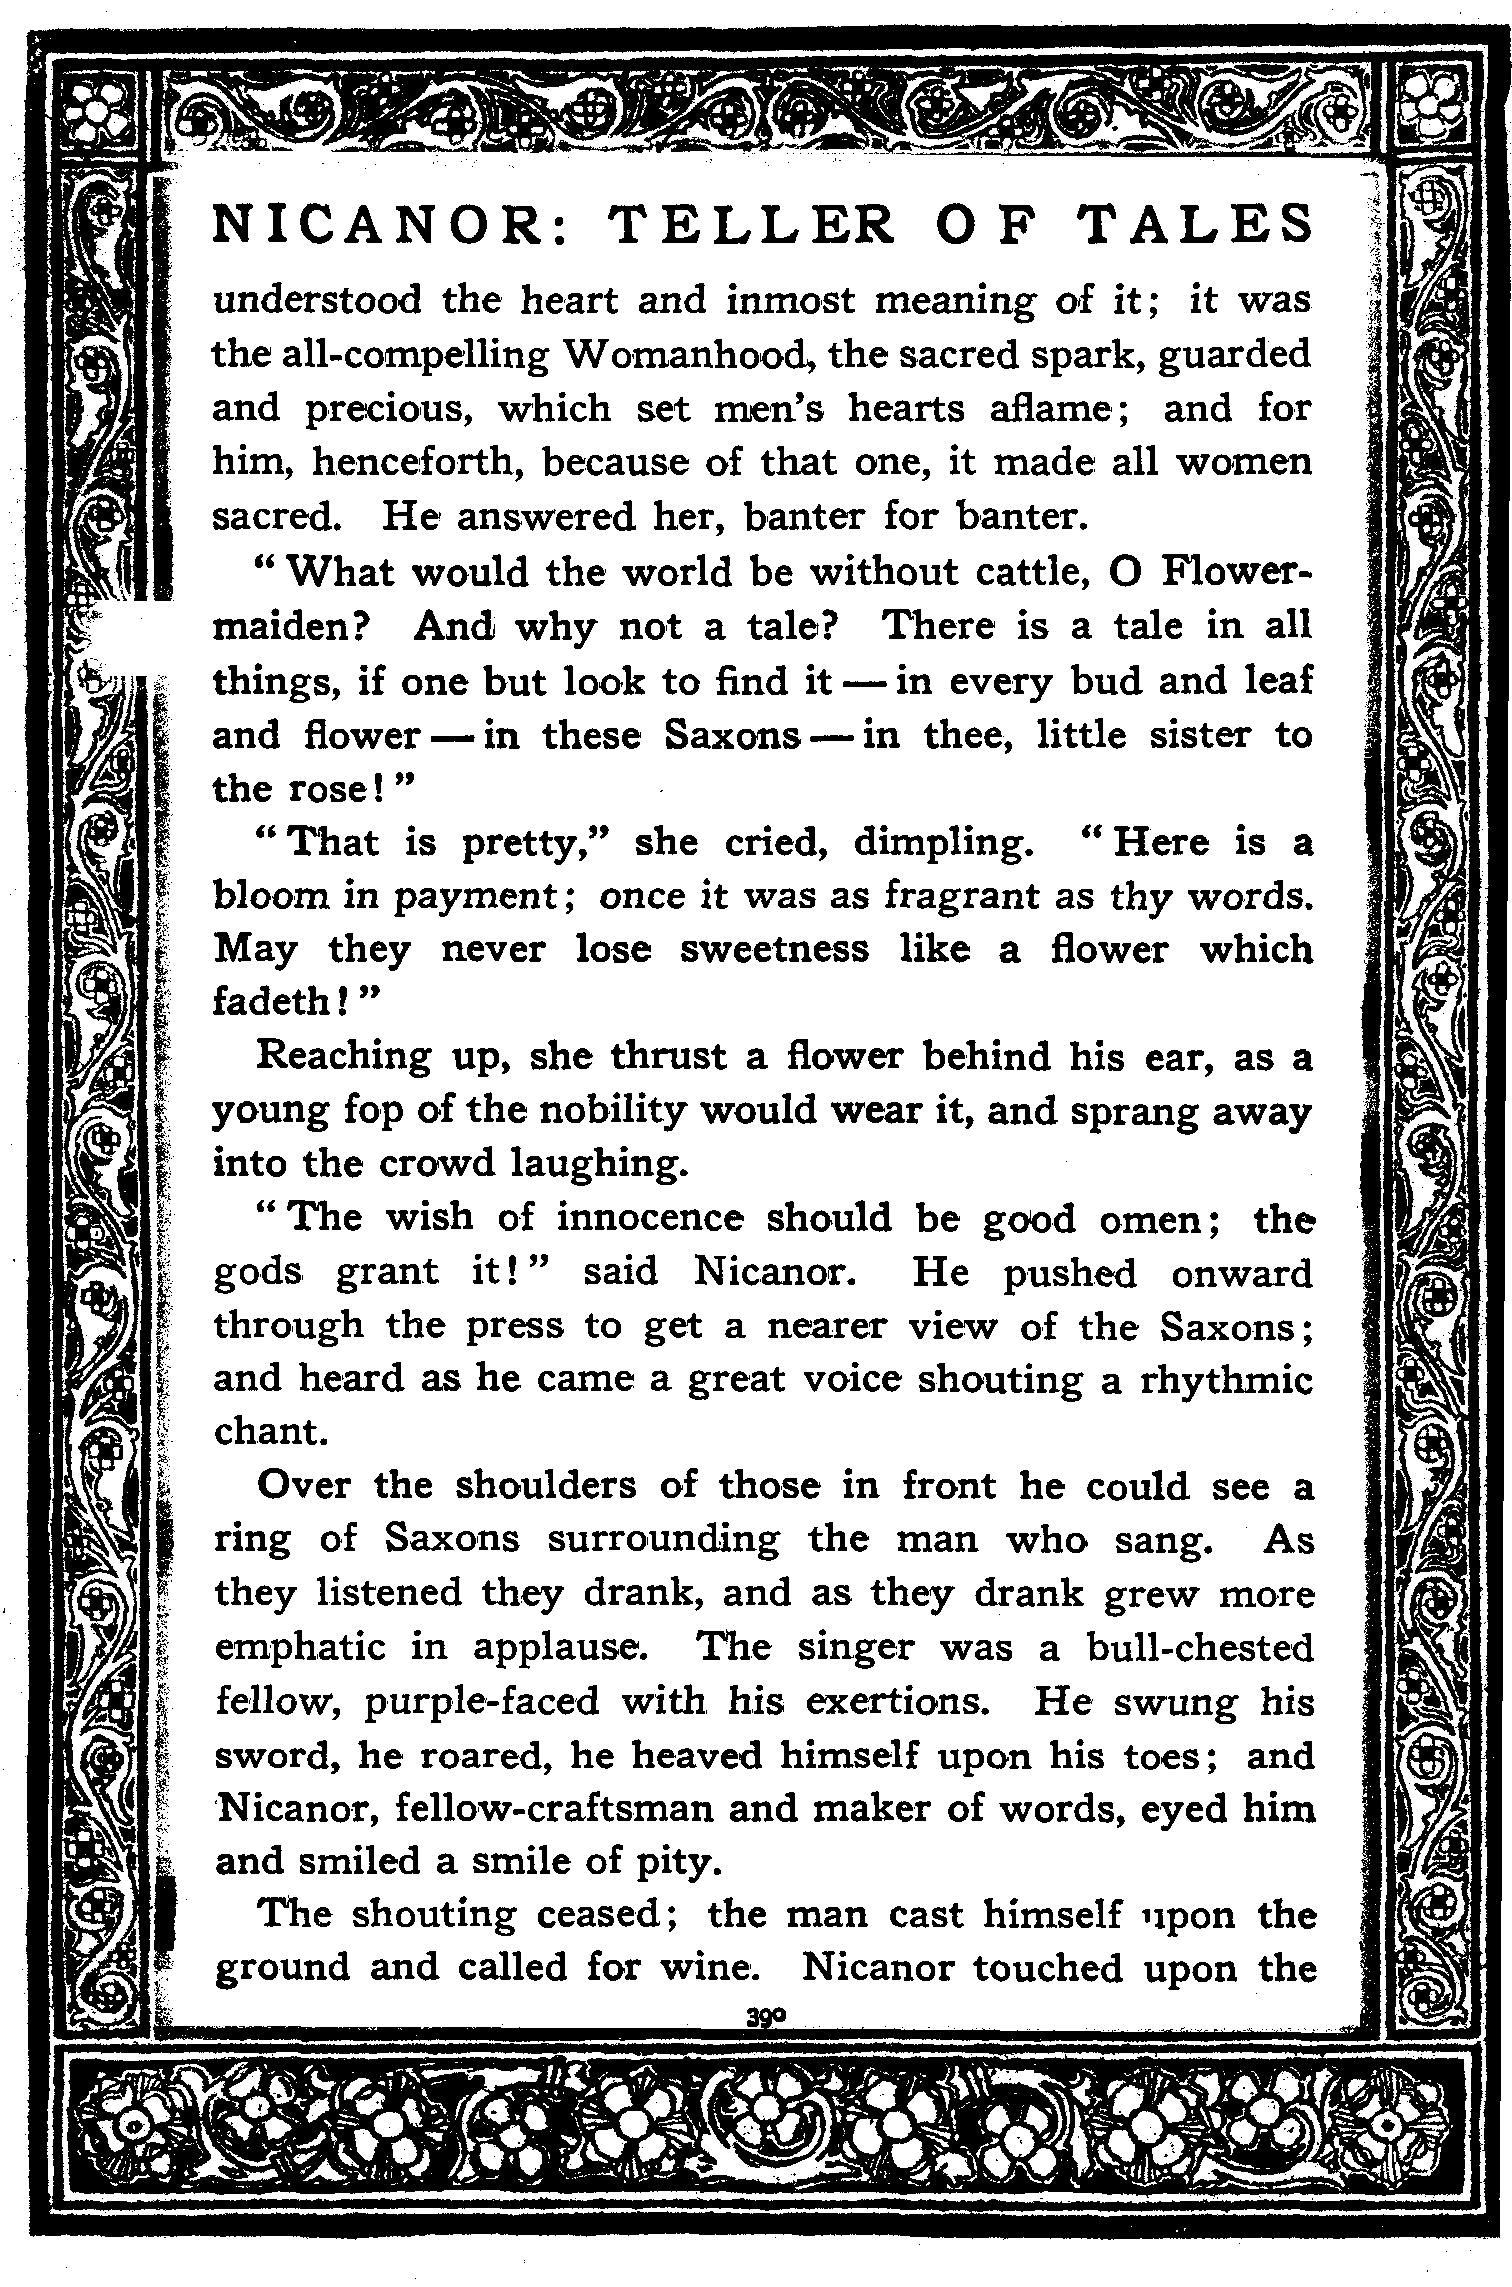 NICANOR: TELLER OF TALES
understood the heart and inmost meaning of it; it was
the all-compelling Womanhood, the sacred spark, guarded
and precious, which set men's hearts aflame; and for
him, henceforth, because of that one, it made all women
sacred. He answered her, banter for banter.
“What would the world be without cattle, O Flower-
maiden? And why not a tale? There is a tale in all
things, if one but look to find it — in every bud and leaf
and flower — in these Saxons — in thee, little sister to
the rose!”
“That is pretty,” she cried, dimpling. “Here is a
bloom in payment; once it was as fragrant as thy words.
May they never lose sweetness like a flower which
fadeth!”
Reaching up, she thrust a flower behind his ear, as a
young fop of the nobility would wear it, and sprang away
into the crowd laughing.
“The wish of innocence should be good omen; the
gods grant it!” said Nicanor. He pushed onward
through the press to get a nearer view of the Saxons;
and heard as he came a great voice shouting a rhythmic
chant.
Over the shoulders of those in front he could see a
ring of Saxons surrounding the man who sang. As
they listened they drank, and as they drank grew more
emphatic in applause. The singer was a bull-chested
fellow, purple-faced with his exertions. He swung his
sword, he roared, he heaved himself upon his toes; and
Nicanor, fellow-craftsman and maker of words, eyed him
and smiled a smile of pity.
The shouting ceased; the man cast himself upon the
ground and called for wine. Nicanor touched upon the
390